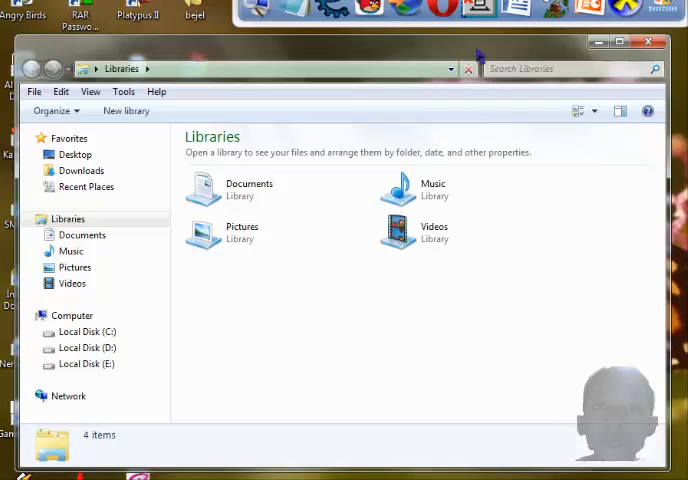 Angry Birds
RAR
Passwo...
Platypus II
bejel
Libraries
Search Libraries
File Edit View Tools Help
Organize New library
Favorites
Desktop
Downloads
Recent Places
Libraries
Documents
Music
Pictures
Videos
Computer
Local Disk (C:)
Local Disk (D:)
Local Disk (E:)
Network
Libraries
Open a library to see your files and arrange them by folder, date, and other properties.
Documents
Library
Music
Library
Pictures
Library
Videos
Library
4 items